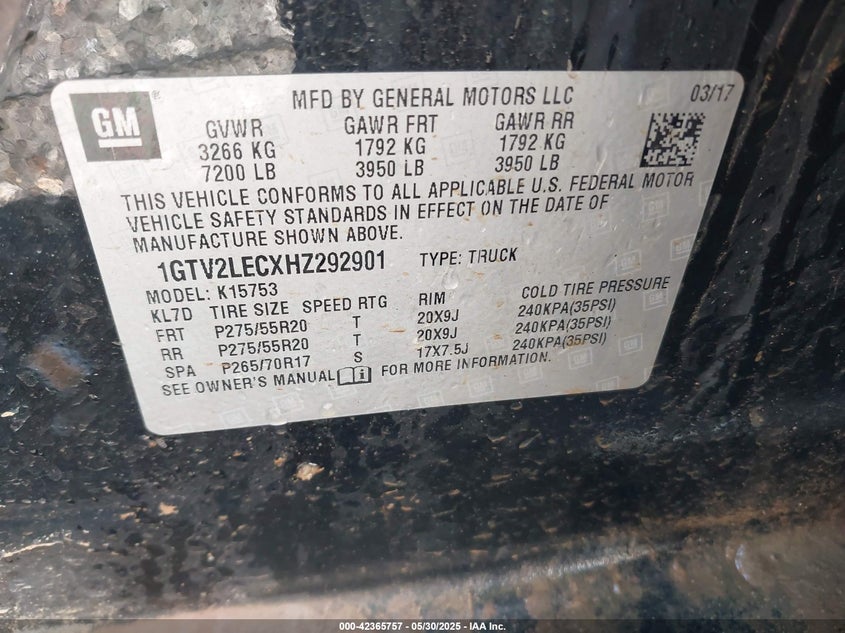 GM
MFD BY GENERAL MOTORS LLC 03/17
GVWR GAWR FRT GAWR RR
3266 KG 1792 KG 1792 KG
7200 LB 3950 LB 3950 LB
THIS VEHICLE CONFORMS TO ALL APPLICABLE U.S. FEDERAL MOTOR
VEHICLE SAFETY STANDARDS IN EFFECT ON THE DATE OF
MANUFACTURE SHOWN ABOVE.
1GTV2LECXHZ292901 TYPE: TRUCK
MODEL: K15753
KL7D TIRE SIZE SPEED RTG RIM COLD TIRE PRESSURE
FRT P275/55R20 T 20X9J 240KPA(35PSI)
RR P275/55R20 T 20X9J 240KPA(35PSI)
SPA P265/70R17 S 17X7.5J 240KPA(35PSI)
SEE OWNER'S MANUAL FOR MORE INFORMATION.
000-42365757 - 05/30/2025 - IAA Inc.